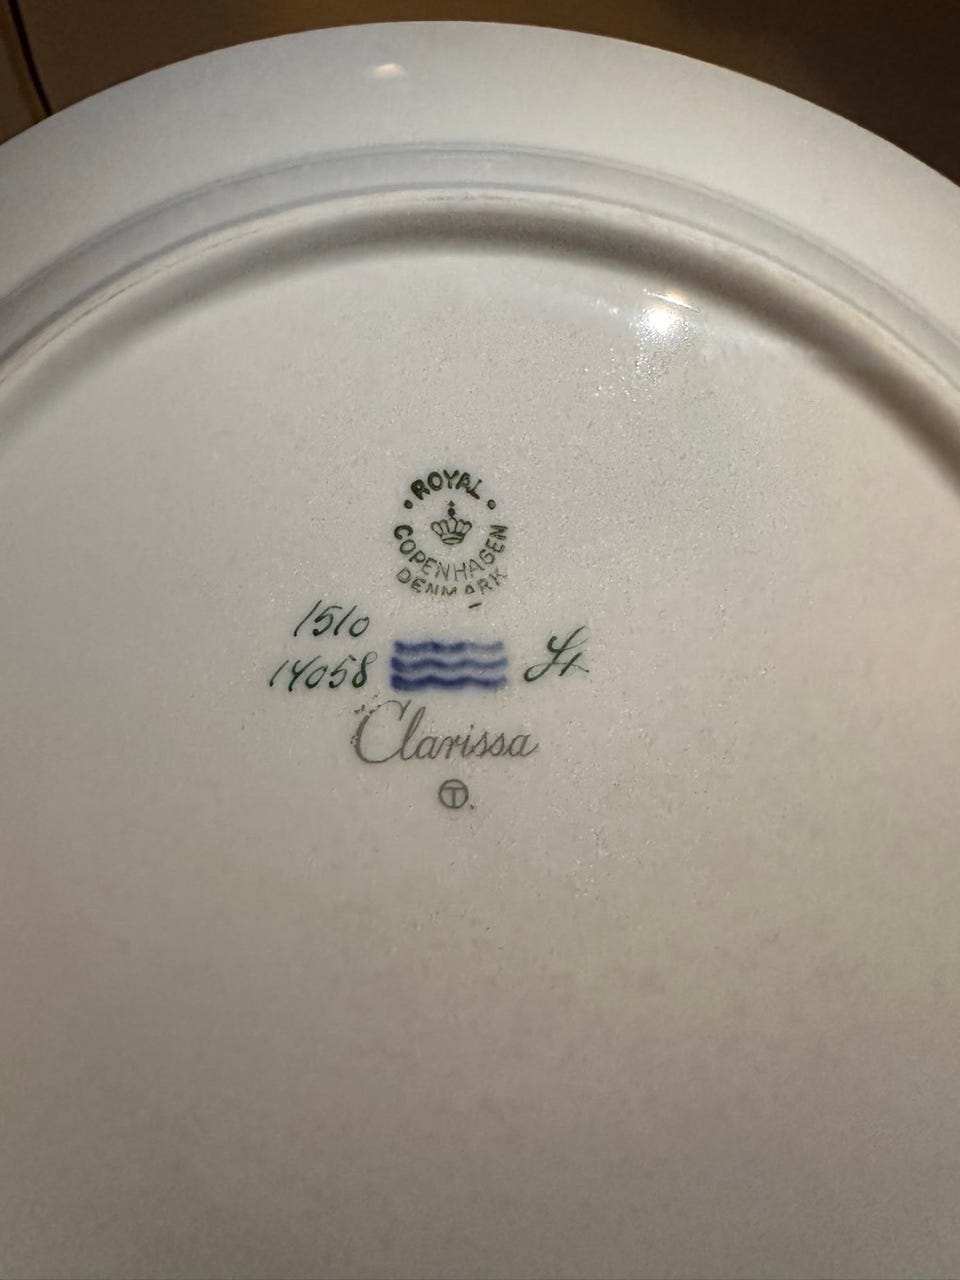 ROYAL
COPENHAGEN
DENMARK
1510
14058
Clarissa
T